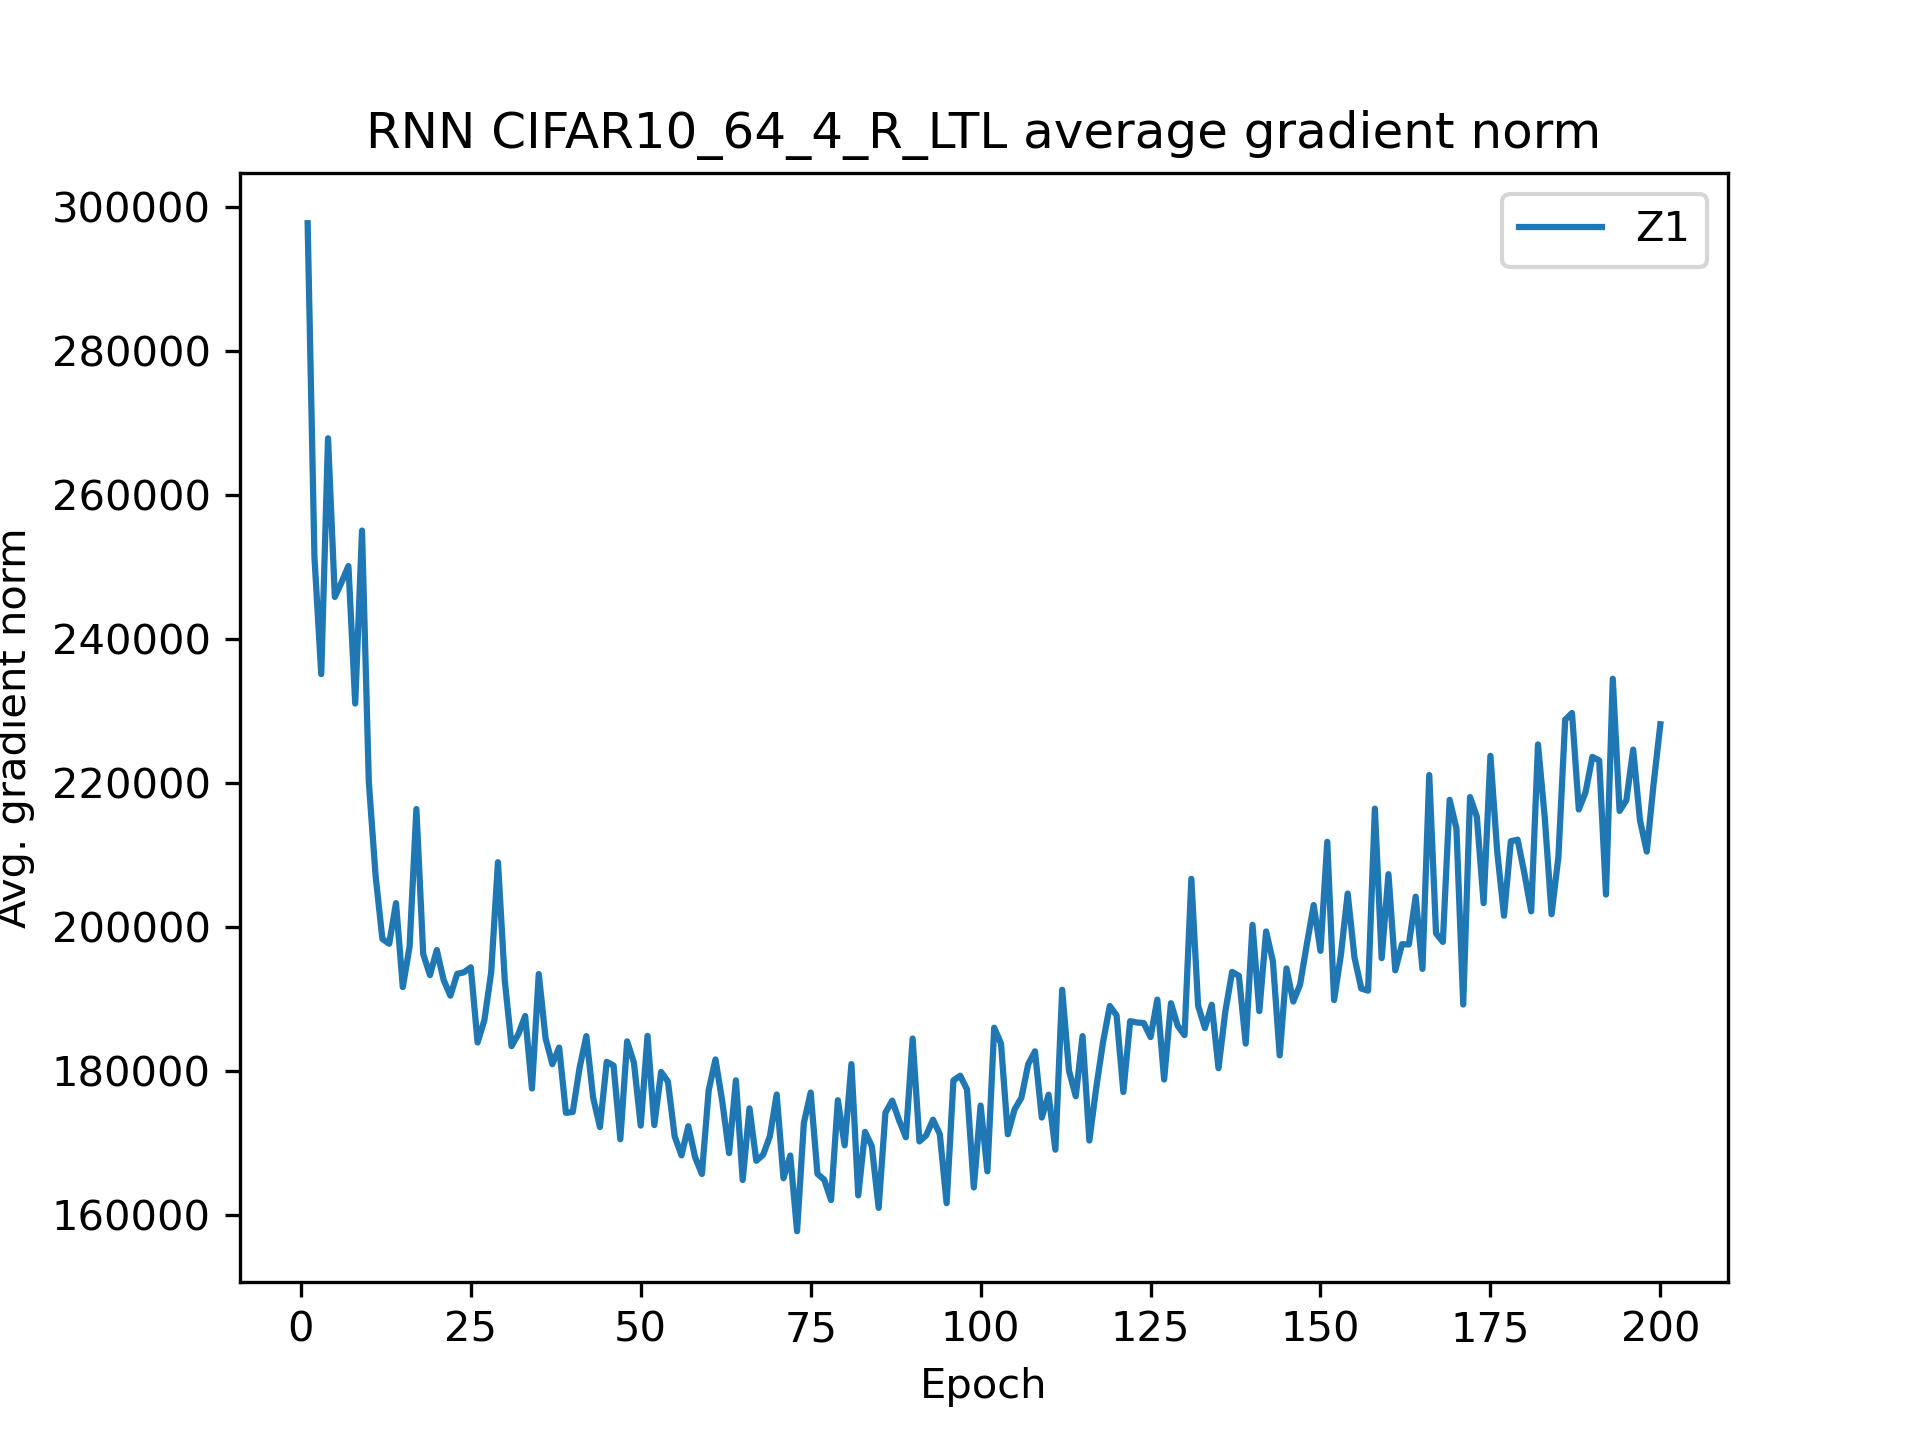 RNN CIFAR10_64_4_R_LTL average gradient norm
Z1
Avg. gradient norm
300000
280000
260000
240000
220000
200000
180000
160000
0 25 50 75 100 125 150 175 200
Epoch